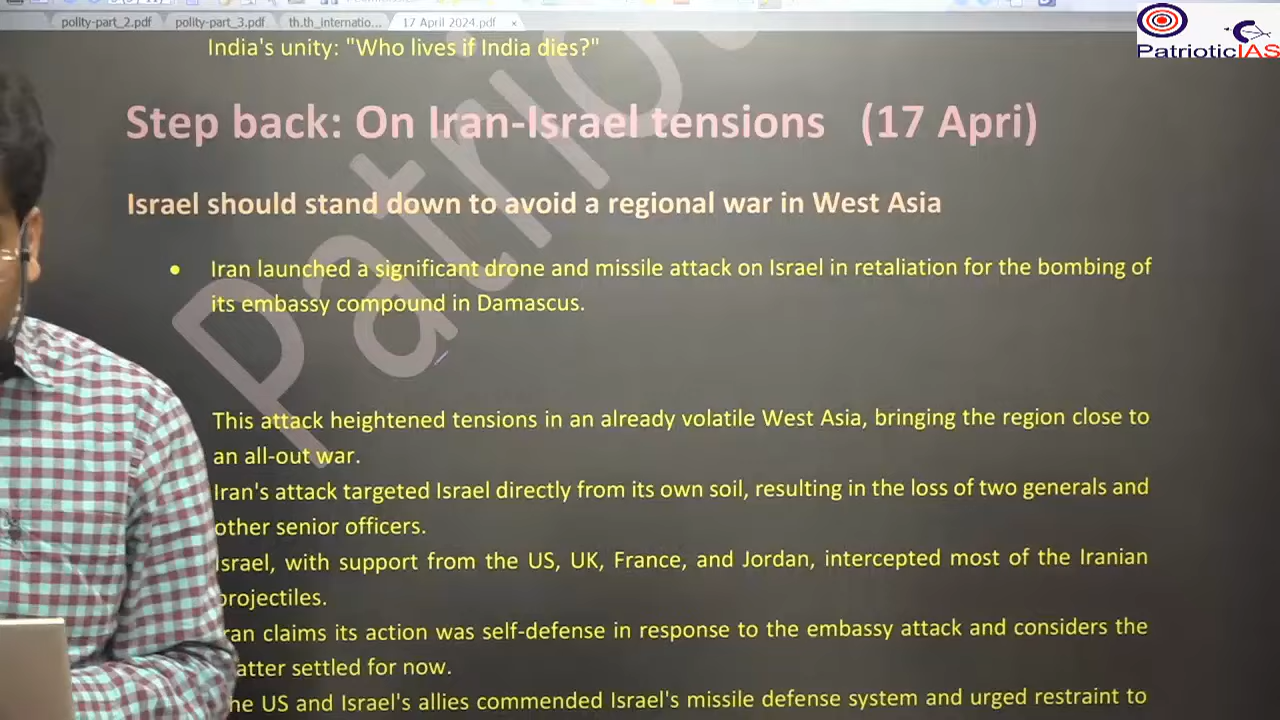 polity-part_2.pdf polity-part_3.pdf th.th_internatio... 17 April 2024.pdf ×
PatrioticIAS
India's unity: "Who lives if India dies?"
Step back: On Iran-Israel tensions (17 Apri)
Israel should stand down to avoid a regional war in West Asia
• Iran launched a significant drone and missile attack on Israel in retaliation for the bombing of
its embassy compound in Damascus.
This attack heightened tensions in an already volatile West Asia, bringing the region close to
an all-out war.
Iran's attack targeted Israel directly from its own soil, resulting in the loss of two generals and
other senior officers.
Israel, with support from the US, UK, France, and Jordan, intercepted most of the Iranian
projectiles.
ran claims its action was self-defense in response to the embassy attack and considers the
atter settled for now.
he US and Israel's allies commended Israel's missile defense system and urged restraint to
Patrio